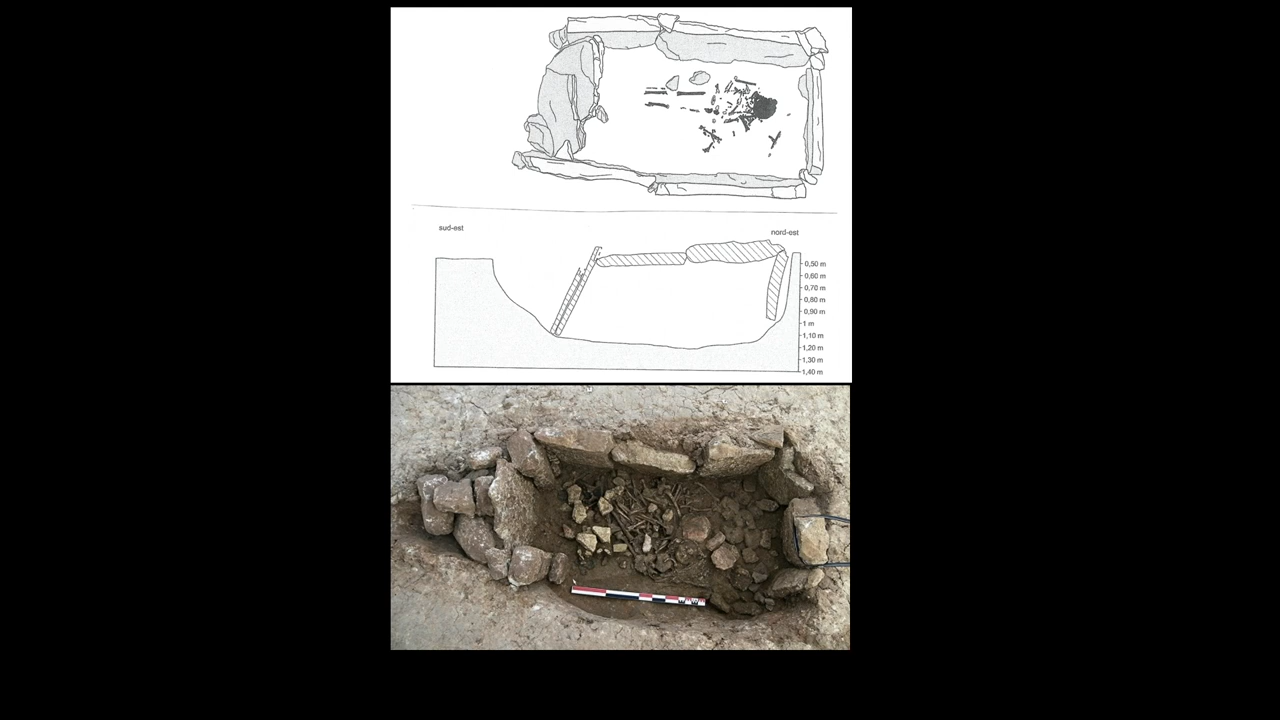 sud-est
nord-est
0,50 m
0,60 m
0,70 m
0,80 m
0,90 m
1 m
1,10 m
1,20 m
1,30 m
1,40 m